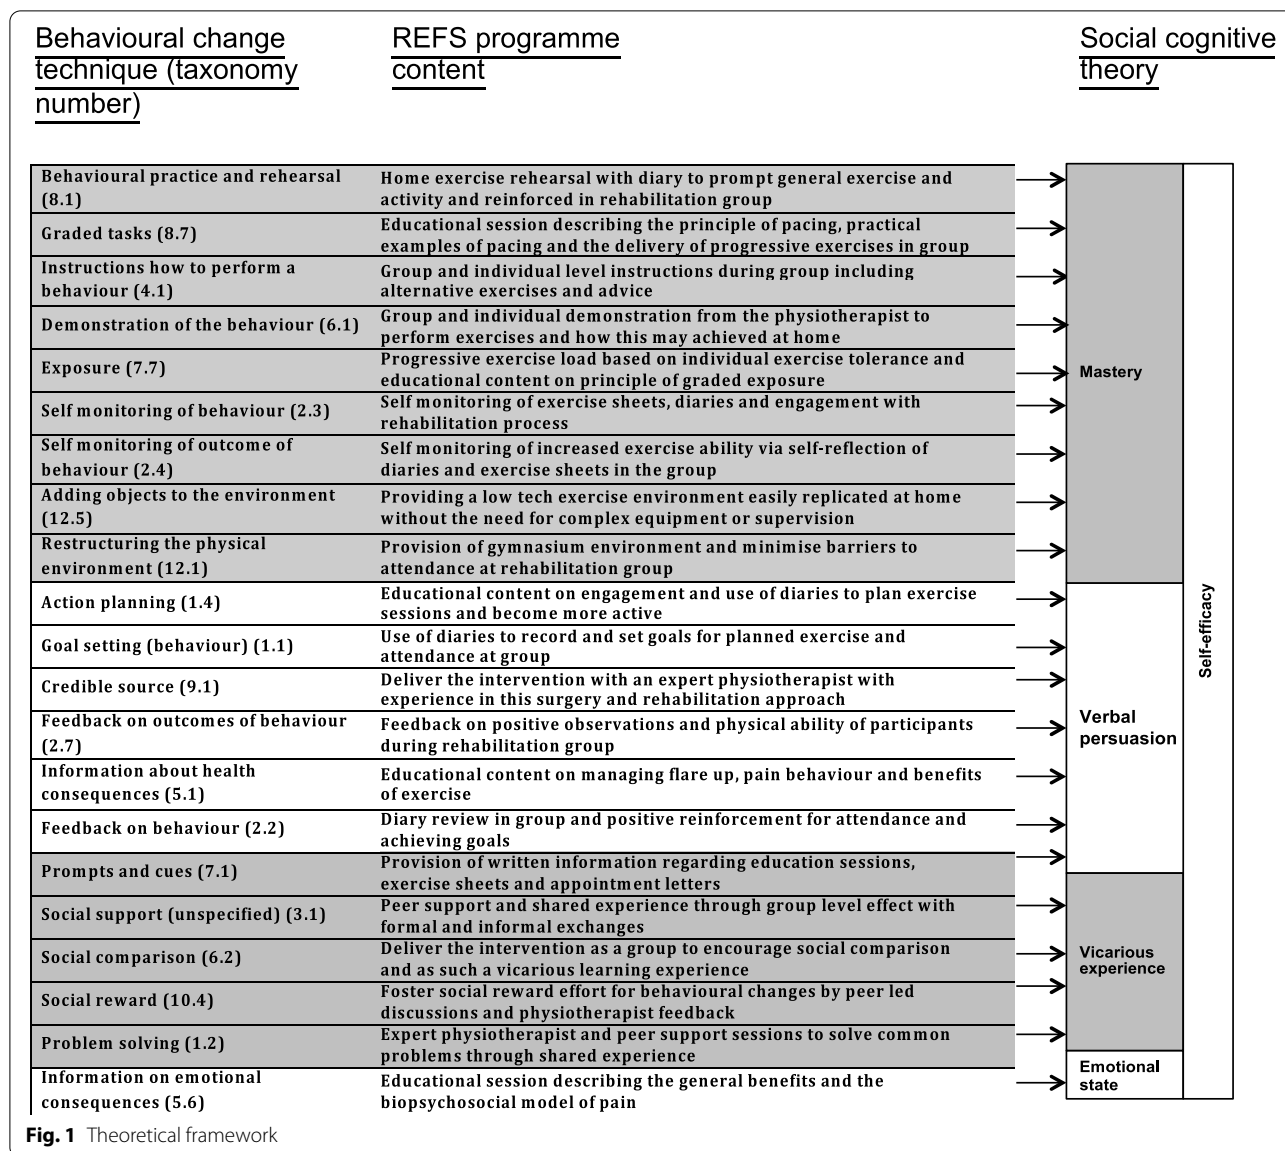 Behavioural change
technique (taxonomy
number)
REFS programme
content
Social cognitive
theory
Behavioural practice and rehearsal
(8.1)
Home exercise rehearsal with diary to prompt general exercise and
activity and reinforced in rehabilitation group
Graded tasks (8.7)
Educational session describing the principle of pacing, practical
examples of pacing and the delivery of progressive exercises in group
Instructions how to perform a
behaviour (4.1)
Group and individual level instructions during group including
alternative exercises and advice
Demonstration of the behaviour (6.1)
Group and individual demonstration from the physiotherapist to
perform exercises and how this may achieved at home
Exposure (7.7)
Progressive exercise load based on individual exercise tolerance and
educational content on principle of graded exposure
Self monitoring of behaviour (2.3)
Self monitoring of exercise sheets, diaries and engagement with
rehabilitation process
Self monitoring of outcome of
behaviour (2.4)
Self monitoring of increased exercise ability via self-reflection of
diaries and exercise sheets in the group
Adding objects to the environment
(12.5)
Providing a low tech exercise environment easily replicated at home
without the need for complex equipment or supervision
Restructuring the physical
environment (12.1)
Provision of gymnasium environment and minimise barriers to
attendance at rehabilitation group
Mastery
Action planning (1.4)
Educational content on engagement and use of diaries to plan exercise
sessions and become more active
Goal setting (behaviour) (1.1)
Use of diaries to record and set goals for planned exercise and
attendance at group
Credible source (9.1)
Deliver the intervention with an expert physiotherapist with
experience in this surgery and rehabilitation approach
Feedback on outcomes of behaviour
(2.7)
Feedback on positive observations and physical ability of participants
during rehabilitation group
Information about health
consequences (5.1)
Educational content on managing flare up, pain behaviour and benefits
of exercise
Feedback on behaviour (2.2)
Diary review in group and positive reinforcement for attendance and
achieving goals
Verbal
persuasion
Prompts and cues (7.1)
Provision of written information regarding education sessions,
exercise sheets and appointment letters
Social support (unspecified) (3.1)
Peer support and shared experience through group level effect with
formal and informal exchanges
Social comparison (6.2)
Deliver the intervention as a group to encourage social comparison
and as such a vicarious learning experience
Social reward (10.4)
Foster social reward effort for behavioural changes by peer led
discussions and physiotherapist feedback
Problem solving (1.2)
Expert physiotherapist and peer support sessions to solve common
problems through shared experience
Vicarious
experience
Information on emotional
consequences (5.6)
Educational session describing the general benefits and the
biopsychosocial model of pain
Emotional
state
Self-efficacy
Fig. 1 Theoretical framework